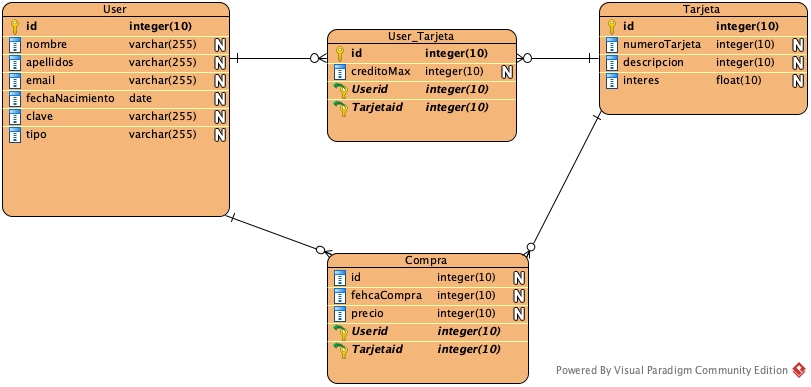 User
id integer(10)
nombre varchar(255) N
apellidos varchar(255) N
email varchar(255) N
fechaNacimiento date N
clave varchar(255) N
tipo varchar(255) N
User_Tarjeta
id integer(10)
creditoMax integer(10) N
Userid integer(10)
Tarjetaid integer(10)
Tarjeta
id integer(10)
numeroTarjeta integer(10) N
descripcion integer(10) N
interes float(10) N
Compra
id integer(10) N
fehcaCompra integer(10) N
precio integer(10) N
Userid integer(10)
Tarjetaid integer(10)
Powered By Visual Paradigm Community Edition